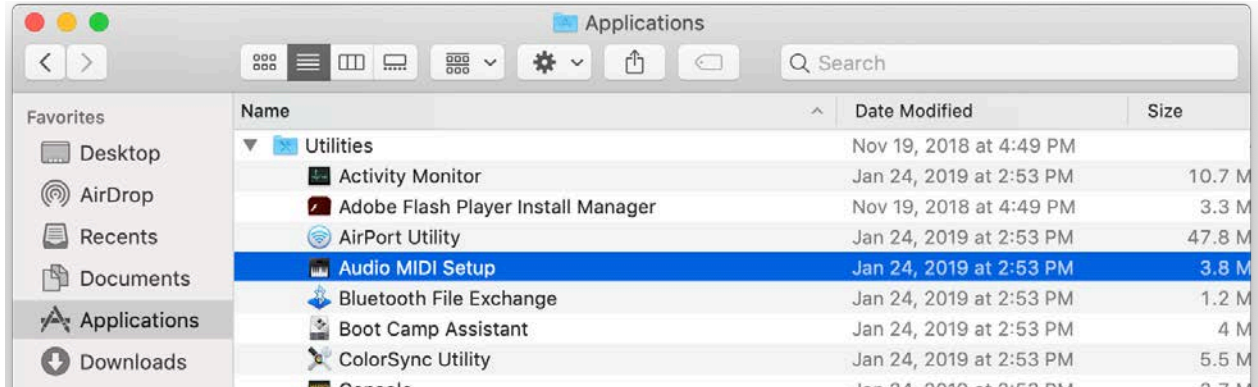 Applications
Search
Favorites
Desktop
AirDrop
Recents
Documents
Applications
Downloads
Name Date Modified Size
Utilities Nov 19, 2018 at 4:49 PM
Activity Monitor Jan 24, 2019 at 2:53 PM 10.7 M
Adobe Flash Player Install Manager Nov 19, 2018 at 4:49 PM 3.3 M
AirPort Utility Jan 24, 2019 at 2:53 PM 47.8 M
Audio MIDI Setup Jan 24, 2019 at 2:53 PM 3.8 M
Bluetooth File Exchange Jan 24, 2019 at 2:53 PM 1.2 M
Boot Camp Assistant Jan 24, 2019 at 2:53 PM 4 M
ColorSync Utility Jan 24, 2019 at 2:53 PM 5.5 M